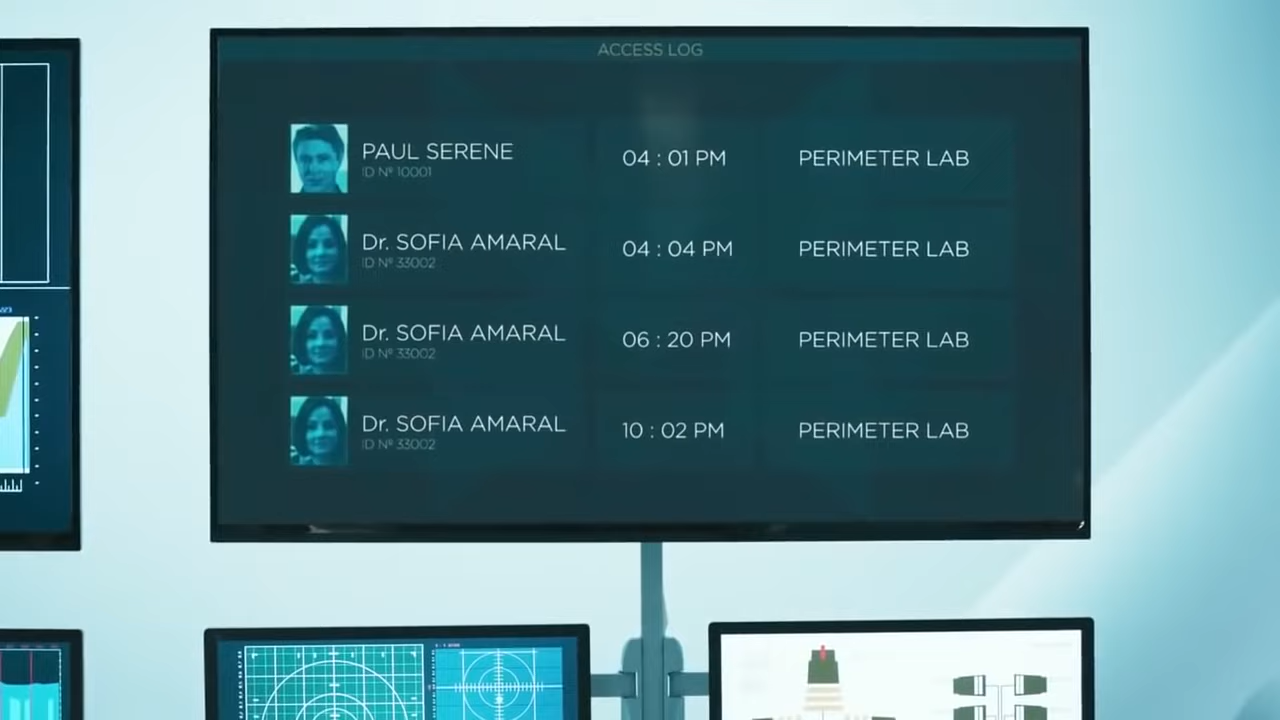 ACCESS LOG
PAUL SERENE 04 : 01 PM PERIMETER LAB
ID Nº 10001
Dr. SOFIA AMARAL 04 : 04 PM PERIMETER LAB
ID Nº 33002
Dr. SOFIA AMARAL 06 : 20 PM PERIMETER LAB
ID Nº 33002
Dr. SOFIA AMARAL 10 : 02 PM PERIMETER LAB
ID Nº 33002